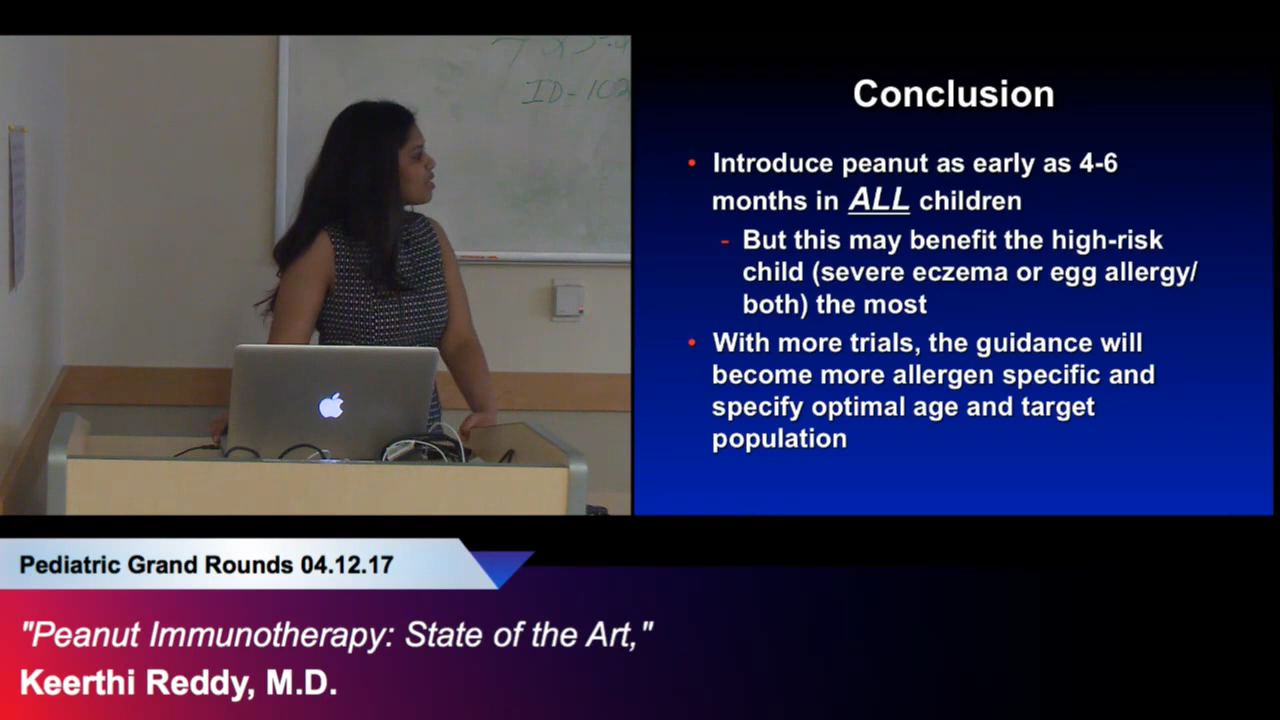 ID-102
Conclusion
• Introduce peanut as early as 4-6
months in ALL children
- But this may benefit the high-risk
child (severe eczema or egg allergy/
both) the most
• With more trials, the guidance will
become more allergen specific and
specify optimal age and target
population
Pediatric Grand Rounds 04.12.17
"Peanut Immunotherapy: State of the Art,"
Keerthi Reddy, M.D.